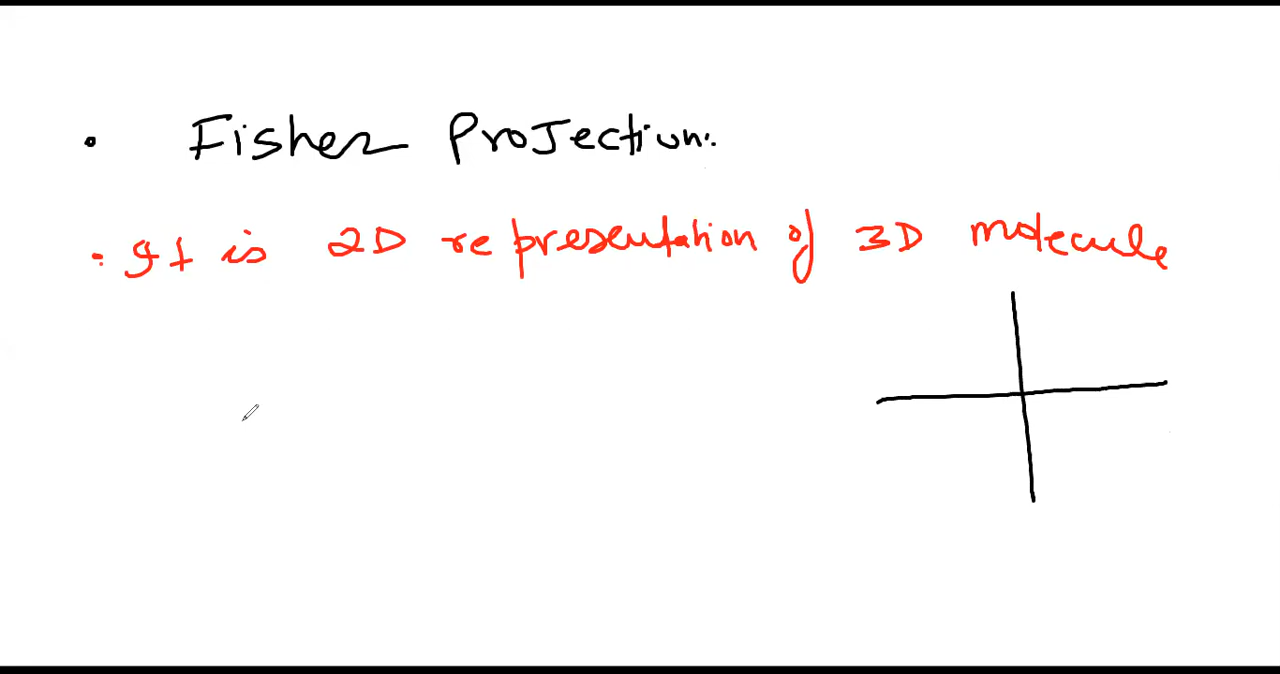 • Fisher Projection:
• It is 2D representation of 3D molecule